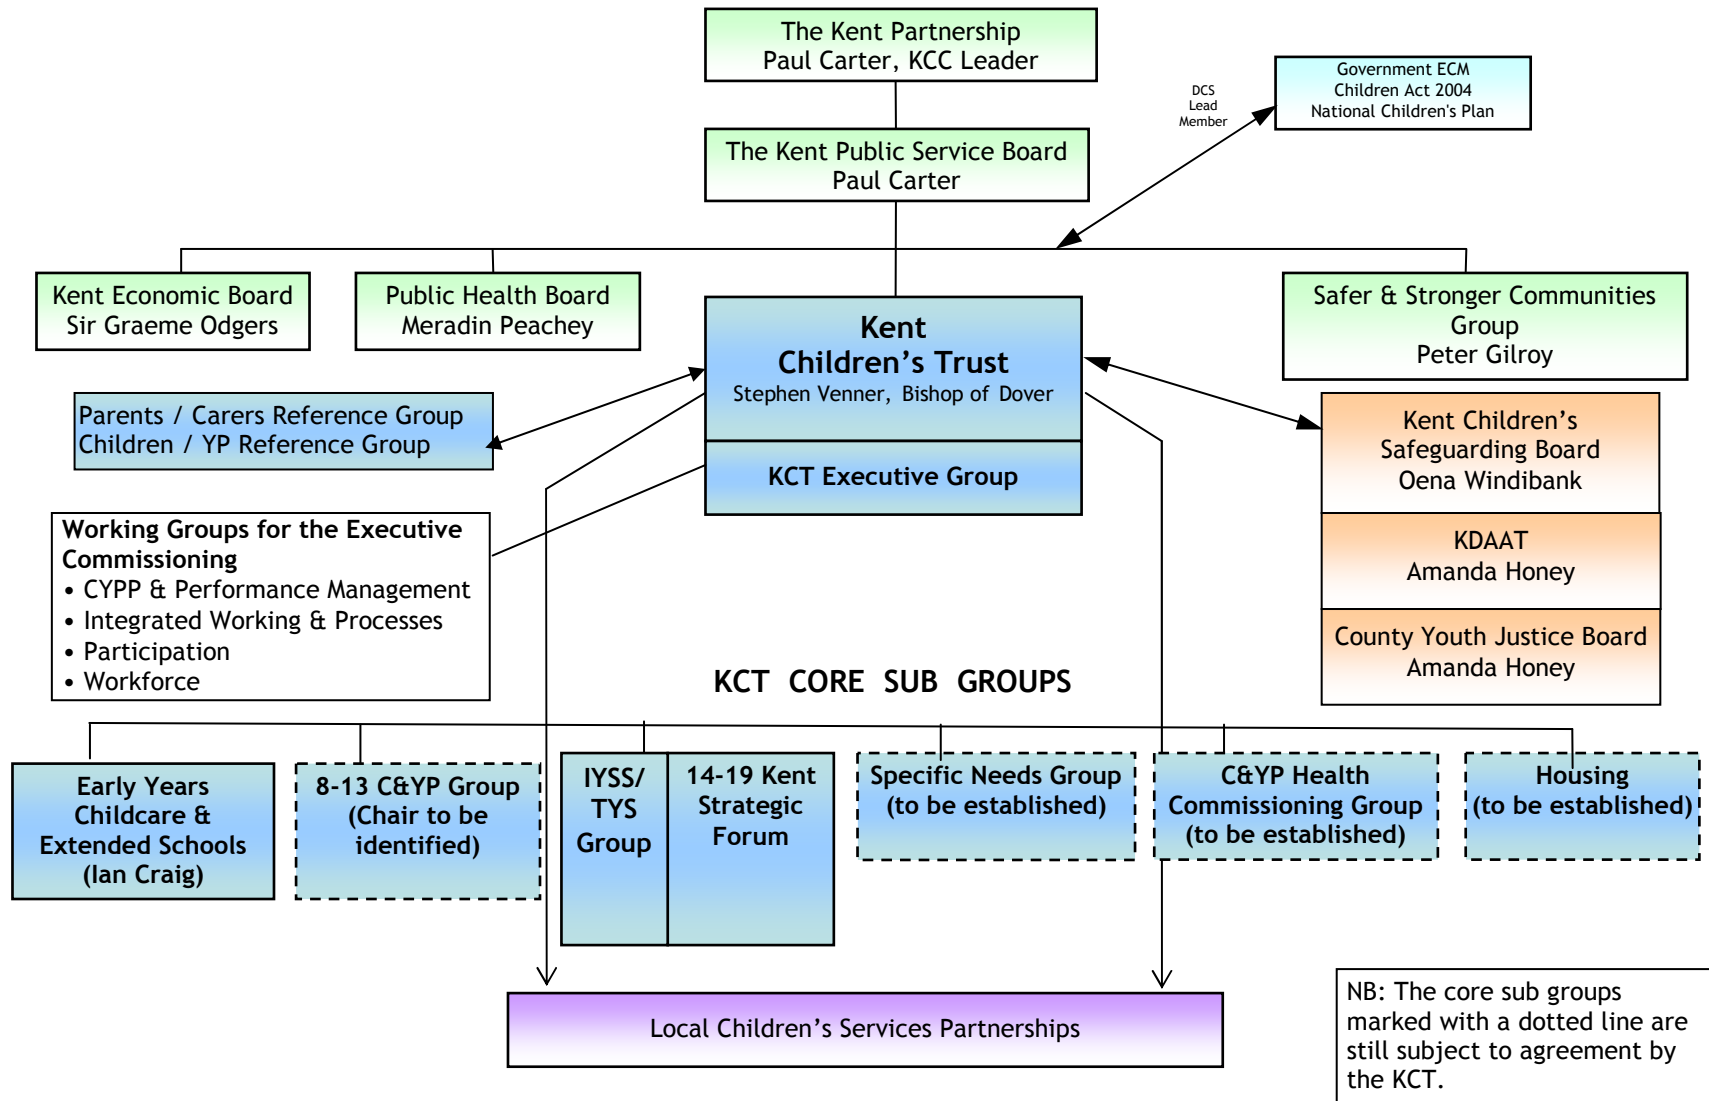 The Kent Partnership
Paul Carter, KCC Leader
Government ECM
Children Act 2004
National Children's Plan
DCS
Lead
Member
The Kent Public Service Board
Paul Carter
Kent Economic Board
Sir Graeme Odgers
Public Health Board
Meradin Peachey
Safer & Stronger Communities
Group
Peter Gilroy
Kent
Children’s Trust
Stephen Venner, Bishop of Dover
KCT Executive Group
Parents / Carers Reference Group
Children / YP Reference Group
Kent Children’s
Safeguarding Board
Oena Windibank
KDAAT
Amanda Honey
County Youth Justice Board
Amanda Honey
Working Groups for the Executive
Commissioning
• CYPP & Performance Management
• Integrated Working & Processes
• Participation
• Workforce
KCT CORE SUB GROUPS
Early Years
Childcare &
Extended Schools
(Ian Craig)
8-13 C&YP Group
(Chair to be
identified)
IYSS/
TYS
Group
14-19 Kent
Strategic
Forum
Specific Needs Group
(to be established)
C&YP Health
Commissioning Group
(to be established)
Housing
(to be established)
Local Children’s Services Partnerships
NB: The core sub groups
marked with a dotted line are
still subject to agreement by
the KCT.